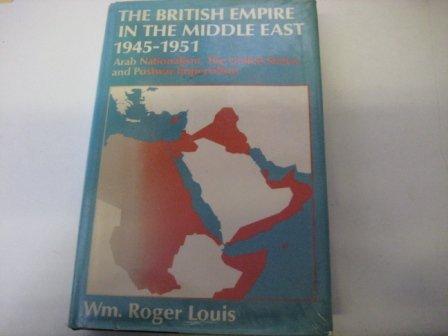 THE BRITISH EMPIRE
IN THE MIDDLE EAST
1945-1951
Arab Nationalism, The United States,
and Postwar Imperialism
Wm. Roger Louis